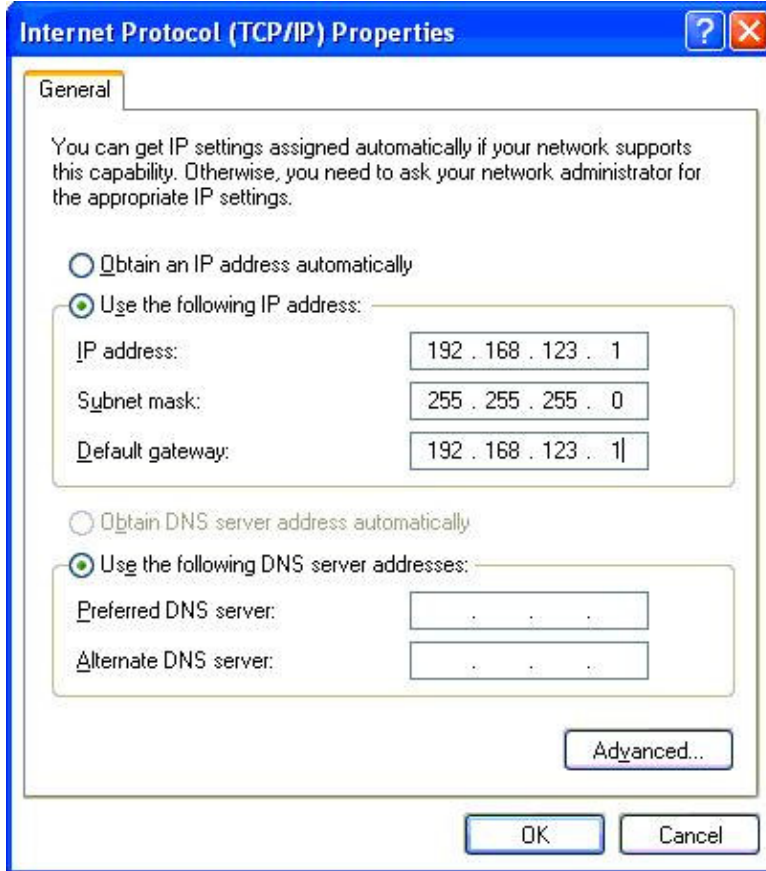 Internet Protocol (TCP/IP) Properties
General
You can get IP settings assigned automatically if your network supports
this capability. Otherwise, you need to ask your network administrator for
the appropriate IP settings.
Obtain an IP address automatically
Use the following IP address:
IP address: 192 . 168 . 123 . 1
Subnet mask: 255 . 255 . 255 . 0
Default gateway: 192 . 168 . 123 . 1
Obtain DNS server address automatically
Use the following DNS server addresses:
Preferred DNS server: . . .
Alternate DNS server: . . .
Advanced...
OK Cancel